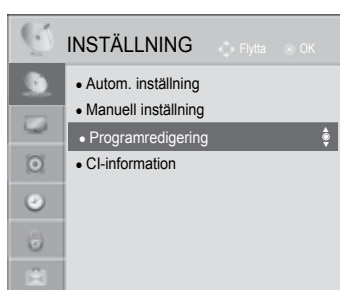 INSTÄLLNING Flytta OK
• Autom. inställning
• Manuell inställning
• Programredigering
• CI-information